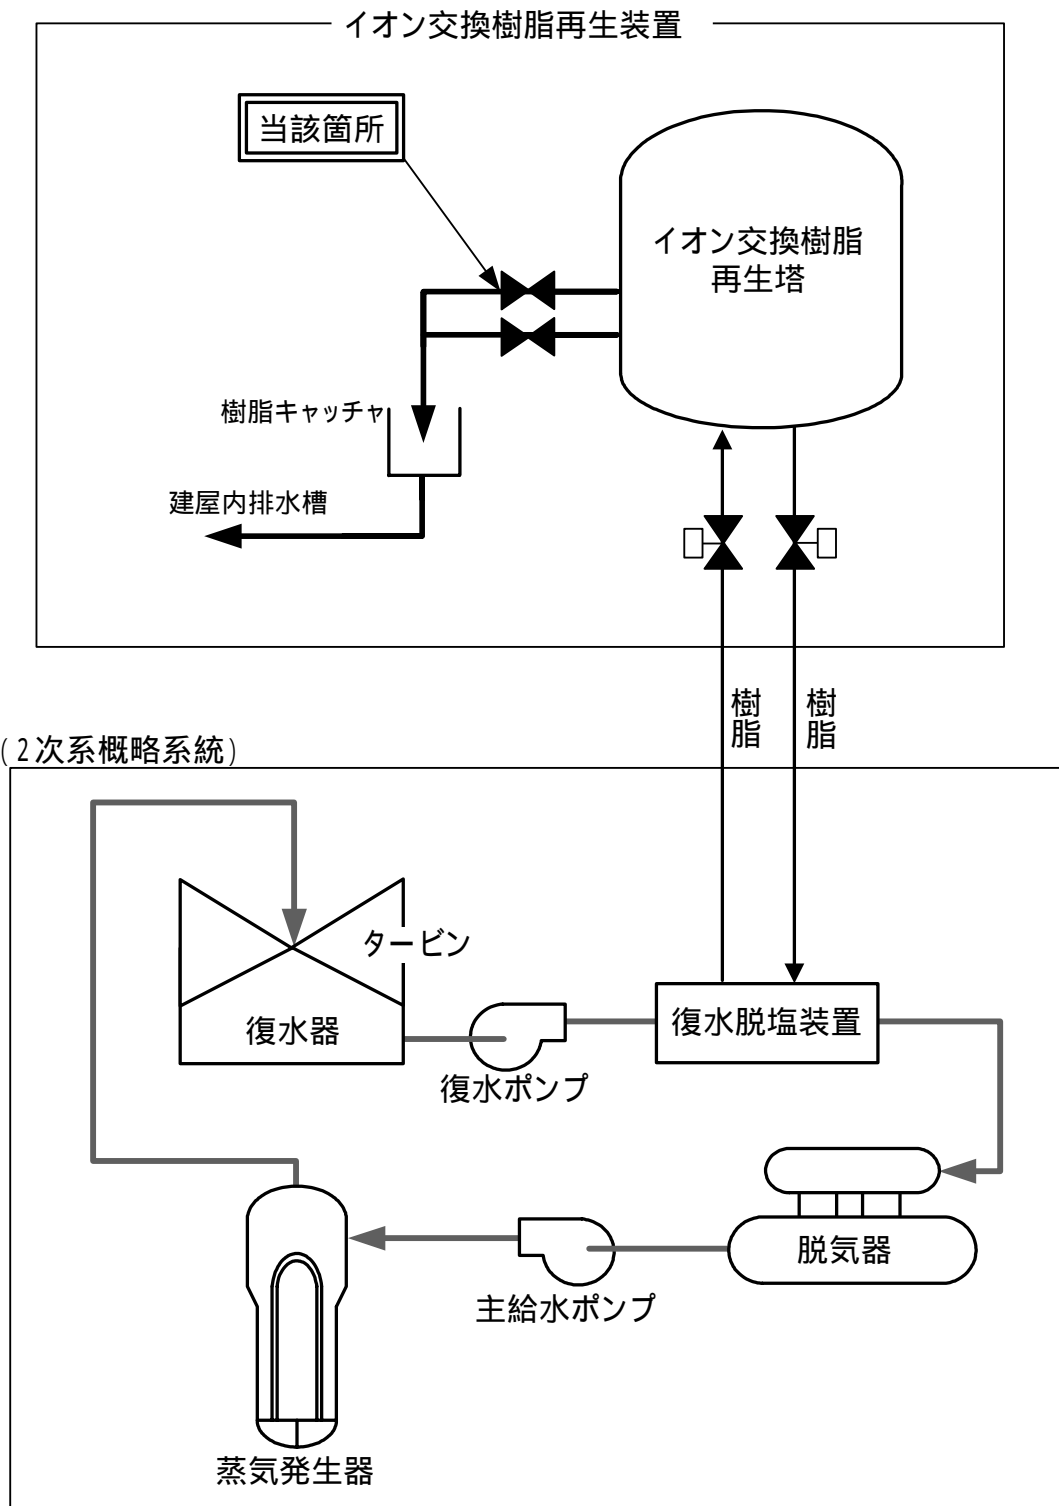 イオン交換樹脂再生装置
当該箇所
イオン交換樹脂
再生塔
樹脂キャッチャ
建屋内排水槽
樹脂
樹脂
(2次系概略系統)
タービン
復水器
復水脱塩装置
復水ポンプ
脱気器
主給水ポンプ
蒸気発生器